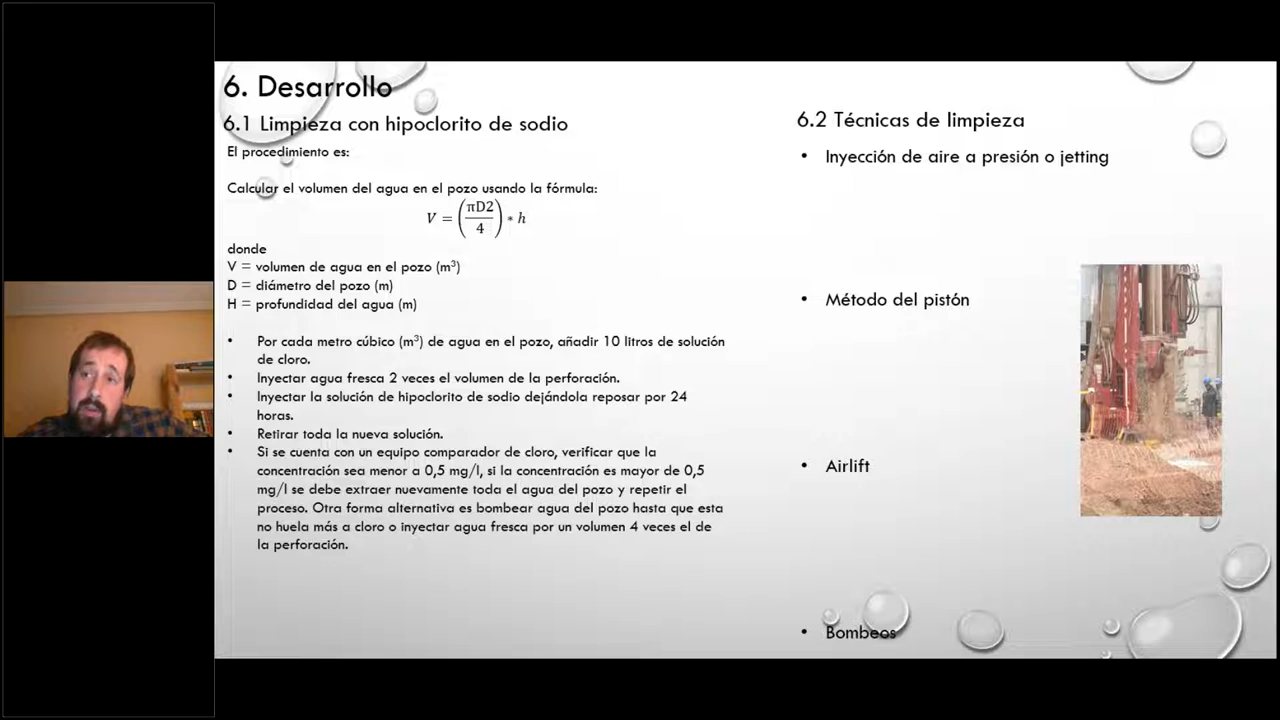 6. Desarrollo
6.1 Limpieza con hipoclorito de sodio
El procedimiento es:
Calcular el volumen del agua en el pozo usando la fórmula:
V = (πD2/4) * h
donde
V = volumen de agua en el pozo (m³)
D = diámetro del pozo (m)
H = profundidad del agua (m)
• Por cada metro cúbico (m³) de agua en el pozo, añadir 10 litros de solución
de cloro.
• Inyectar agua fresca 2 veces el volumen de la perforación.
• Inyectar la solución de hipoclorito de sodio dejándola reposar por 24
horas.
• Retirar toda la nueva solución.
• Si se cuenta con un equipo comparador de cloro, verificar que la
concentración sea menor a 0,5 mg/l, si la concentración es mayor de 0,5
mg/l se debe extraer nuevamente toda el agua del pozo y repetir el
proceso. Otra forma alternativa es bombear agua del pozo hasta que esta
no huela más a cloro o inyectar agua fresca por un volumen 4 veces el de
la perforación.
6.2 Técnicas de limpieza
• Inyección de aire a presión o jetting
• Método del pistón
• Airlift
• Bombeos